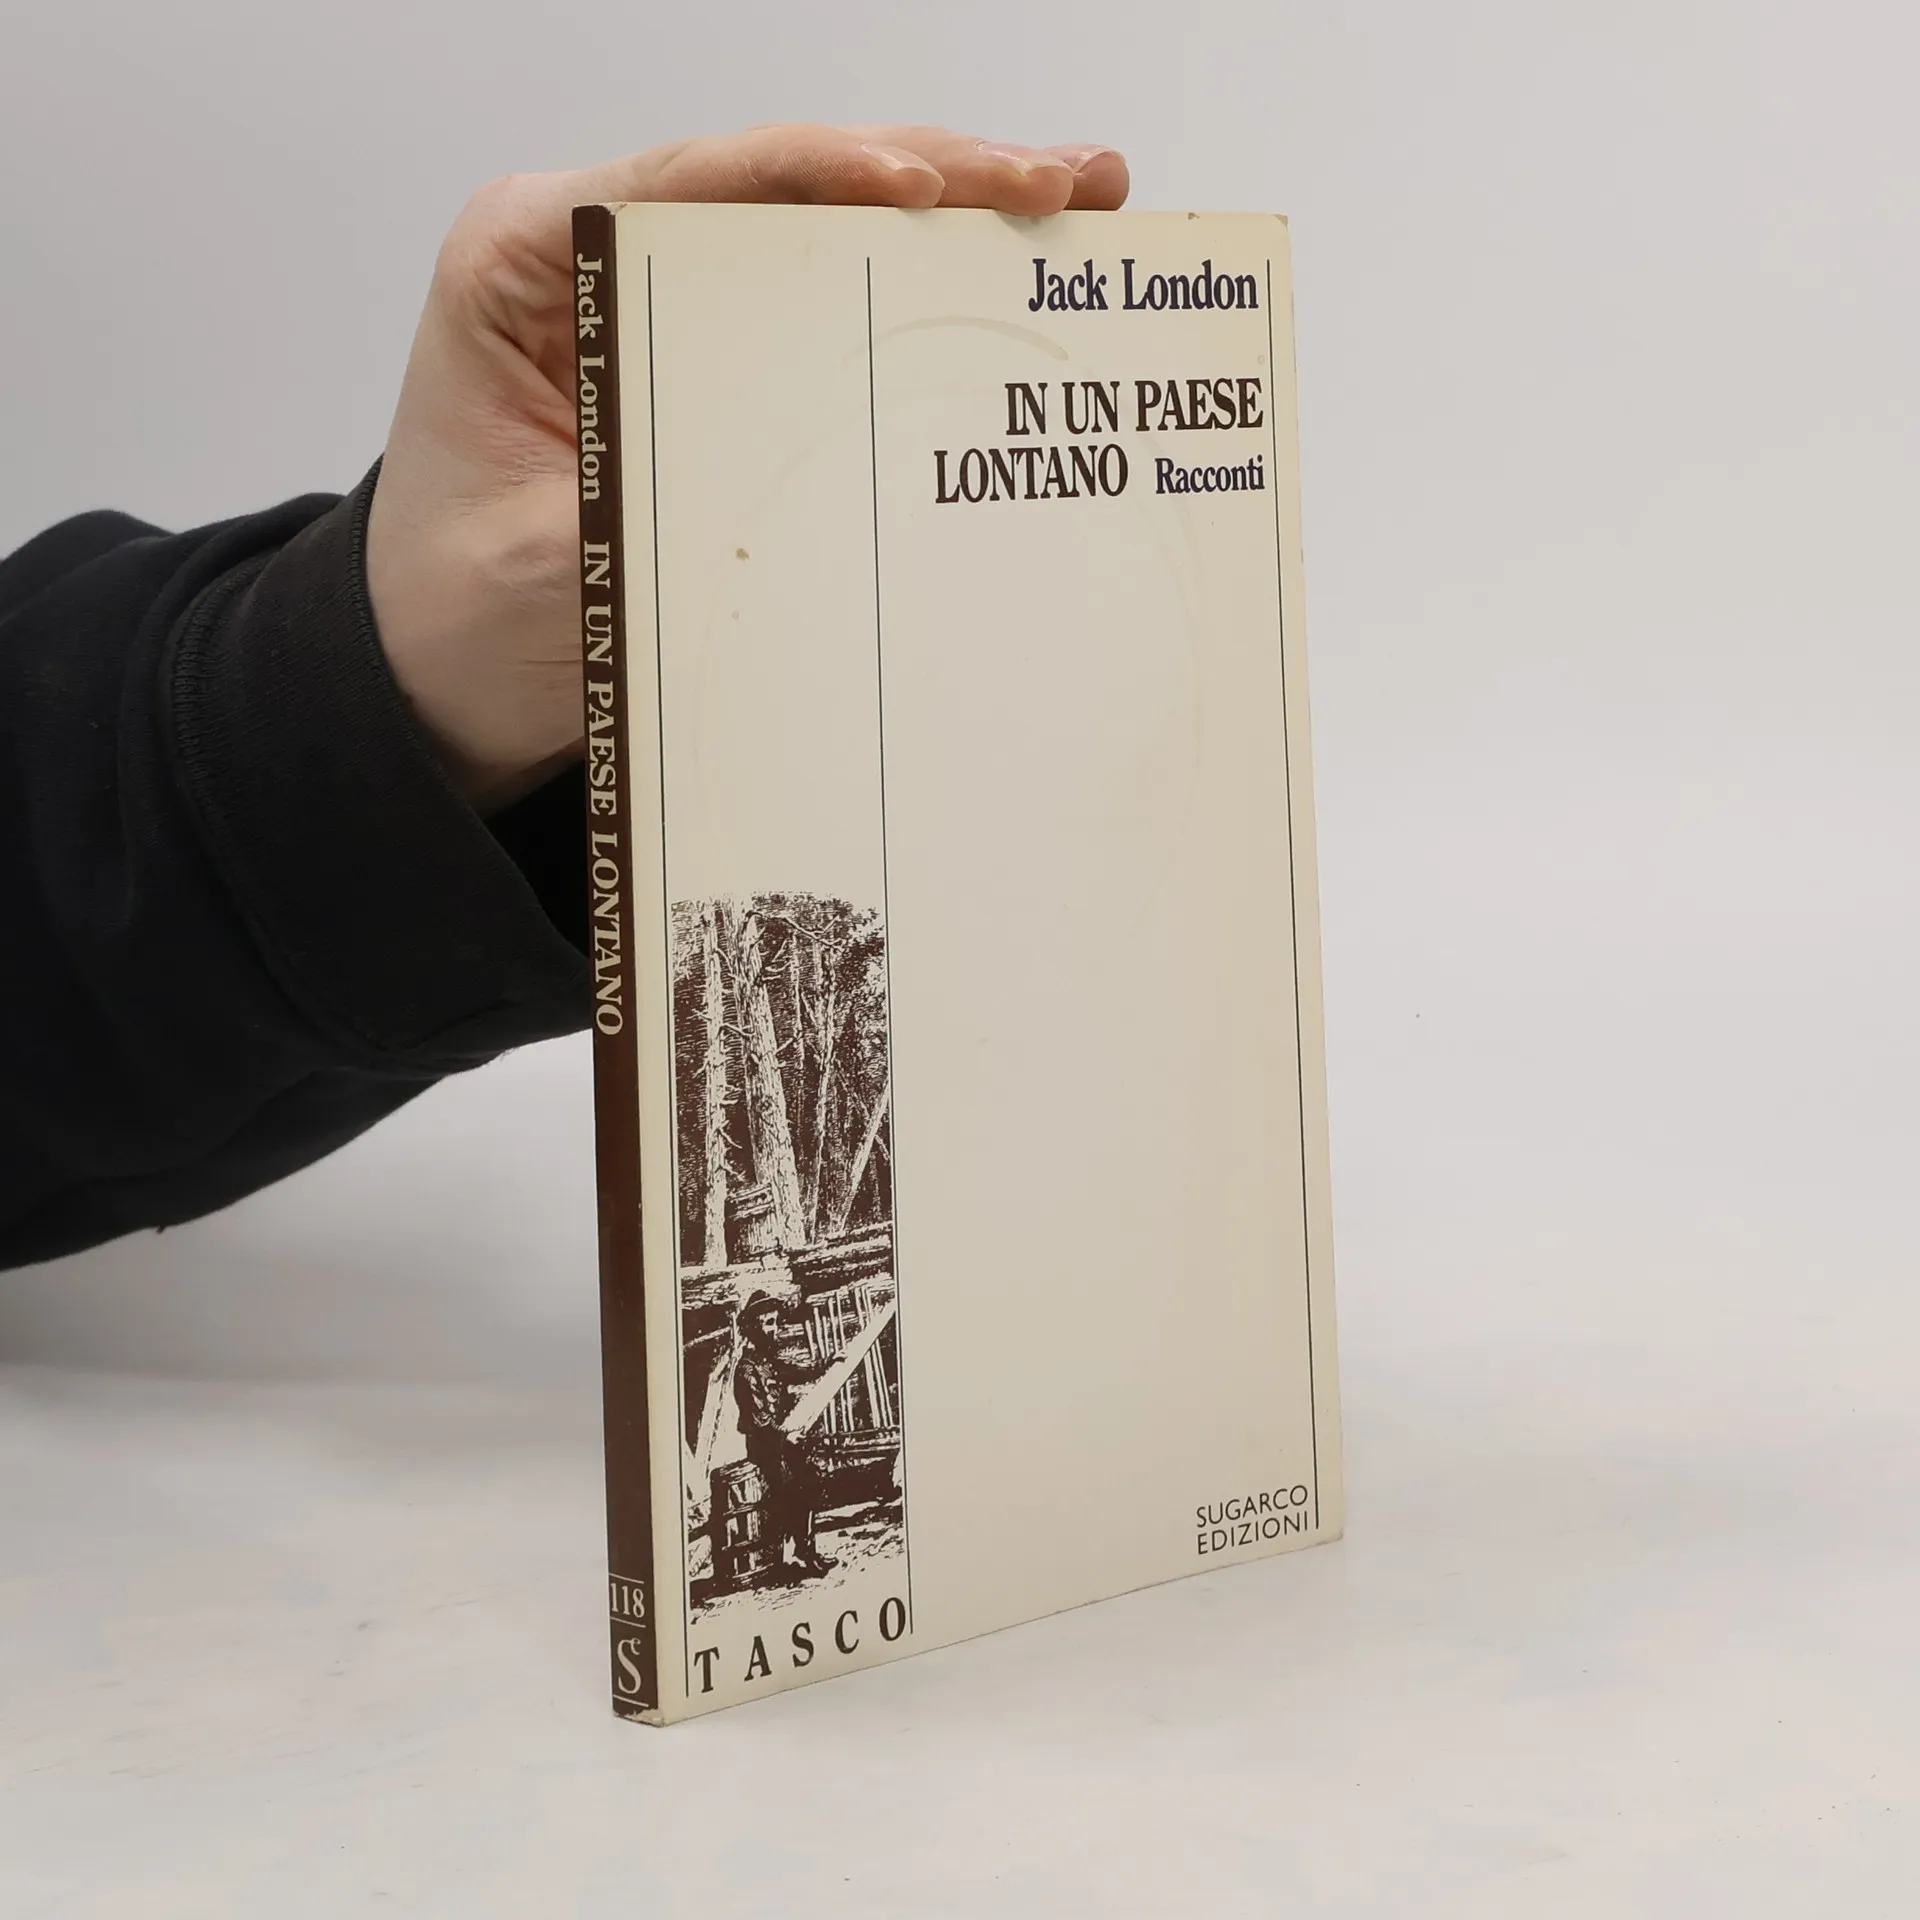 Jack London IN UN PAESE LONTANO
118
S
Jack London
IN UN PAESE
LONTANO Racconti
SUGARCO
EDIZIONI
TASCO